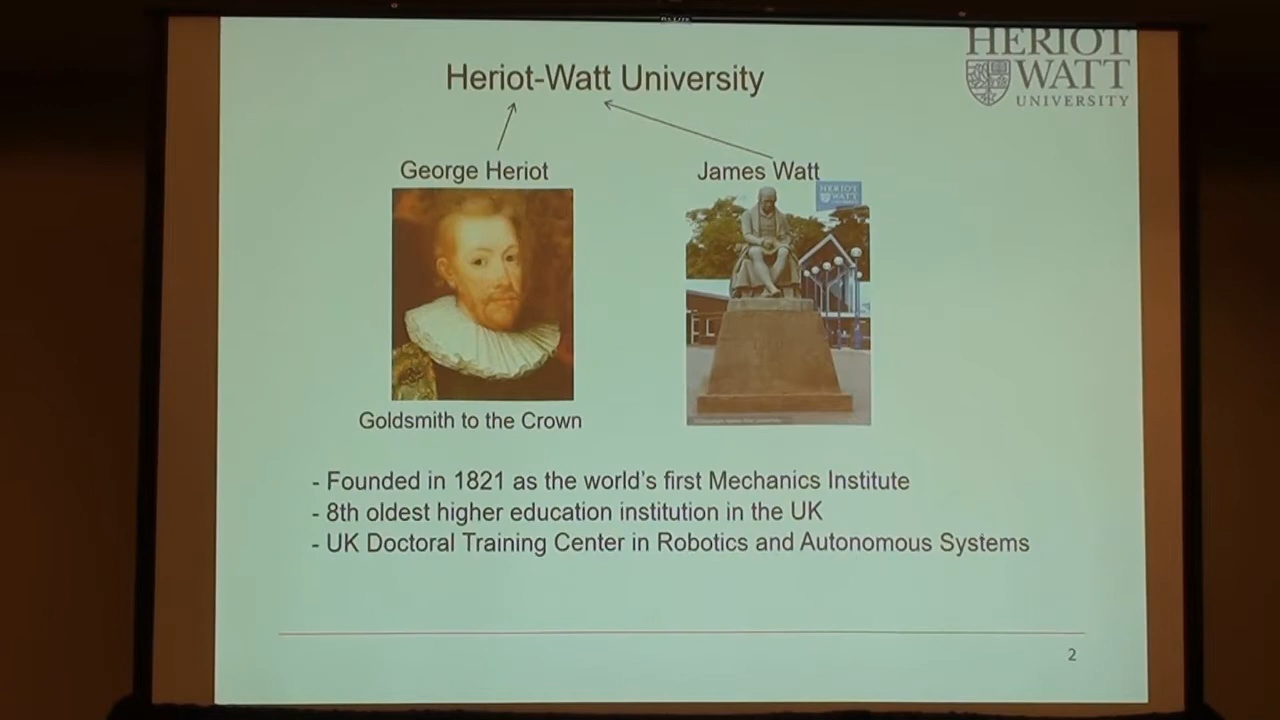 Heriot-Watt University
HERIOT
WATT
UNIVERSITY
George Heriot
James Watt
HERIOT
WATT
Goldsmith to the Crown
- Founded in 1821 as the world's first Mechanics Institute
- 8th oldest higher education institution in the UK
- UK Doctoral Training Center in Robotics and Autonomous Systems
2